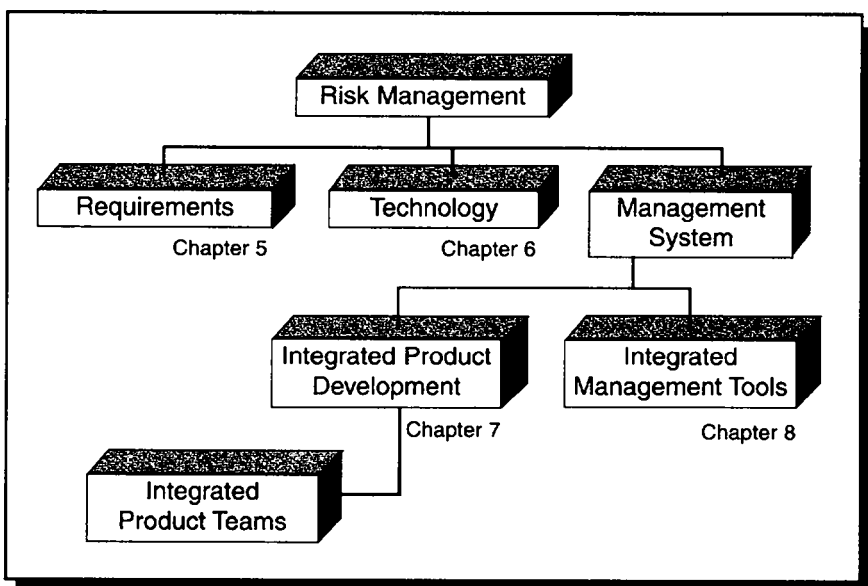 Risk Management
Requirements
Chapter 5
Technology
Chapter 6
Management
System
Integrated Product
Development
Chapter 7
Integrated
Management Tools
Chapter 8
Integrated
Product Teams